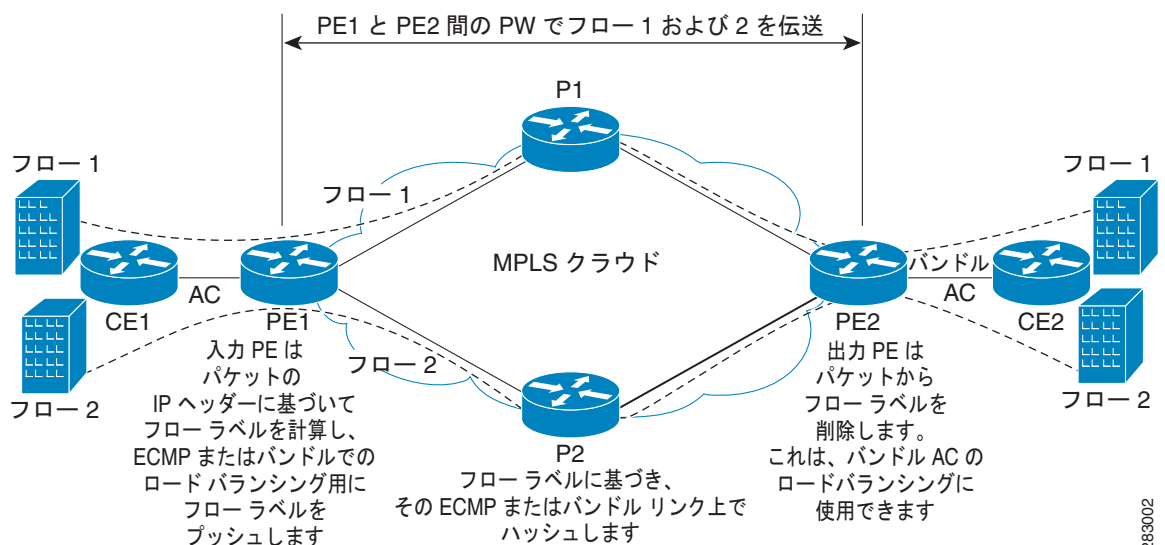 PE1 と PE2 間の PW でフロー 1 および 2 を伝送
P1
フロー 1
フロー 1
フロー 1
MPLS クラウド
バンドル
AC
AC
CE1
PE1
PE2
CE2
フロー 2
フロー 2
フロー 2
入力 PE は
パケットの
IP ヘッダーに基づいて
フロー ラベルを計算し、
ECMP またはバンドルでの
ロード バランシング用に
フロー ラベルを
プッシュします
P2
フロー ラベルに基づき、
その ECMP またはバンドル リンク上で
ハッシュします
出力 PE は
パケットから
フロー ラベルを
削除します。
これは、バンドル AC の
ロードバランシングに
使用できます
283002